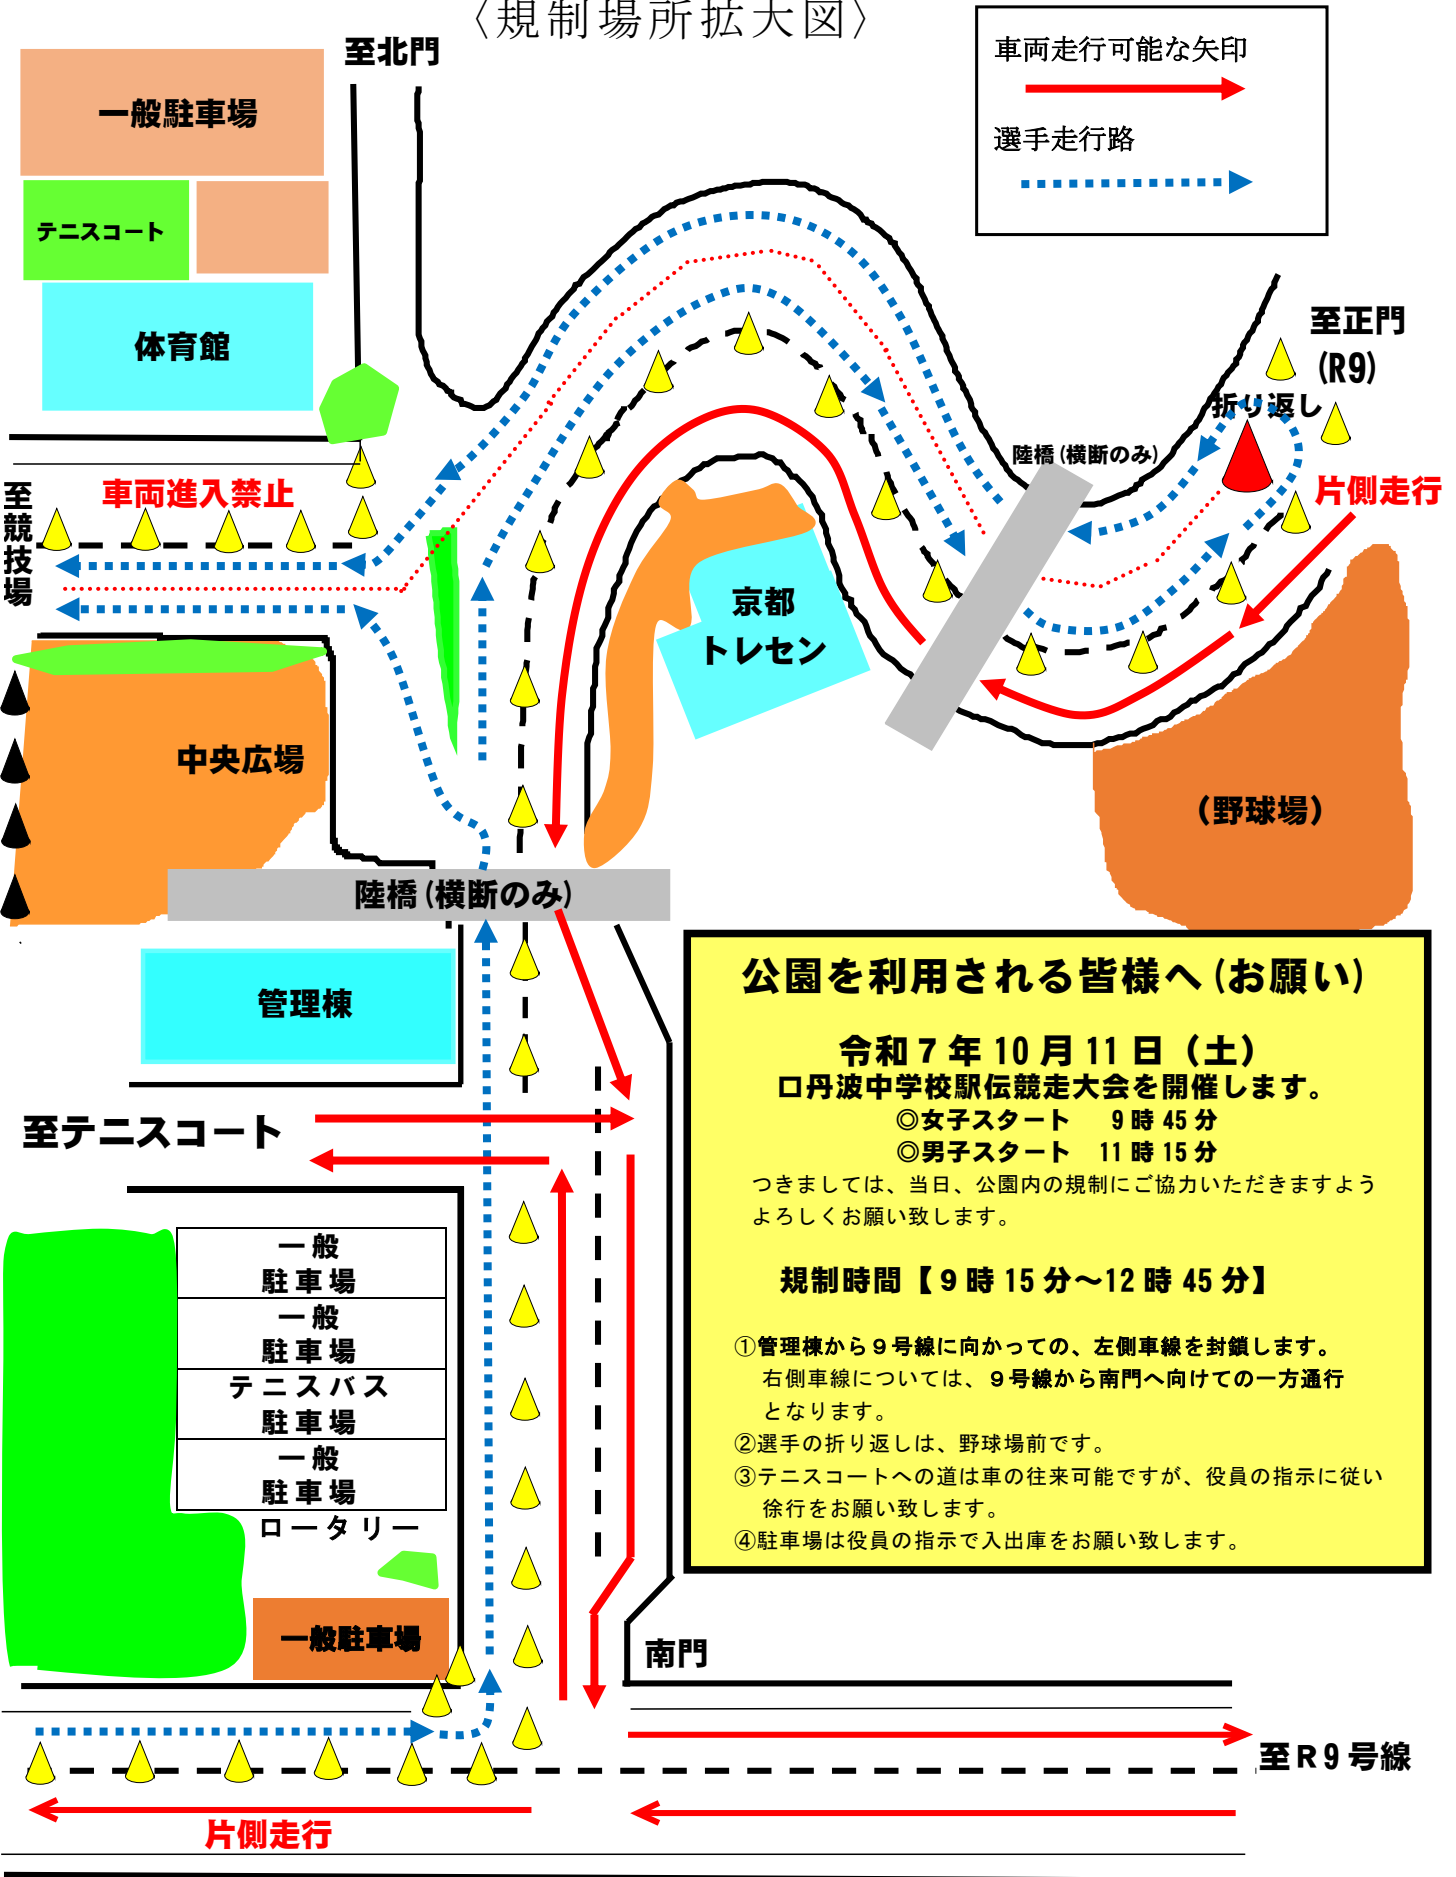 〈規制場所拡大図〉
車両走行可能な矢印
選手走行路
至北門
一般駐車場
テニスコート
体育館
至正門
(R9)
折り返し
陸橋(横断のみ)
片側走行
車両進入禁止
至競技場
京都
トレセン
中央広場
(野球場)
陸橋(横断のみ)
管理棟
至テニスコート
一般
駐車場
一般
駐車場
テニスバス
駐車場
一般
駐車場
ロータリー
一般駐車場
南門
至R9号線
片側走行
公園を利用される皆様へ(お願い)
令和7年10月11日(土)
口丹波中学校駅伝競走大会を開催します。
◎女子スタート 9時45分
◎男子スタート 11時15分
つきましては、当日、公園内の規制にご協力いただきますよう
よろしくお願い致します。
規制時間【9時15分~12時45分】
①管理棟から9号線に向かっての、左側車線を封鎖します。
右側車線については、9号線から南門へ向けての一方通行
となります。
②選手の折り返しは、野球場前です。
③テニスコートへの道は車の往来可能ですが、役員の指示に従い
徐行をお願い致します。
④駐車場は役員の指示で入出庫をお願い致します。